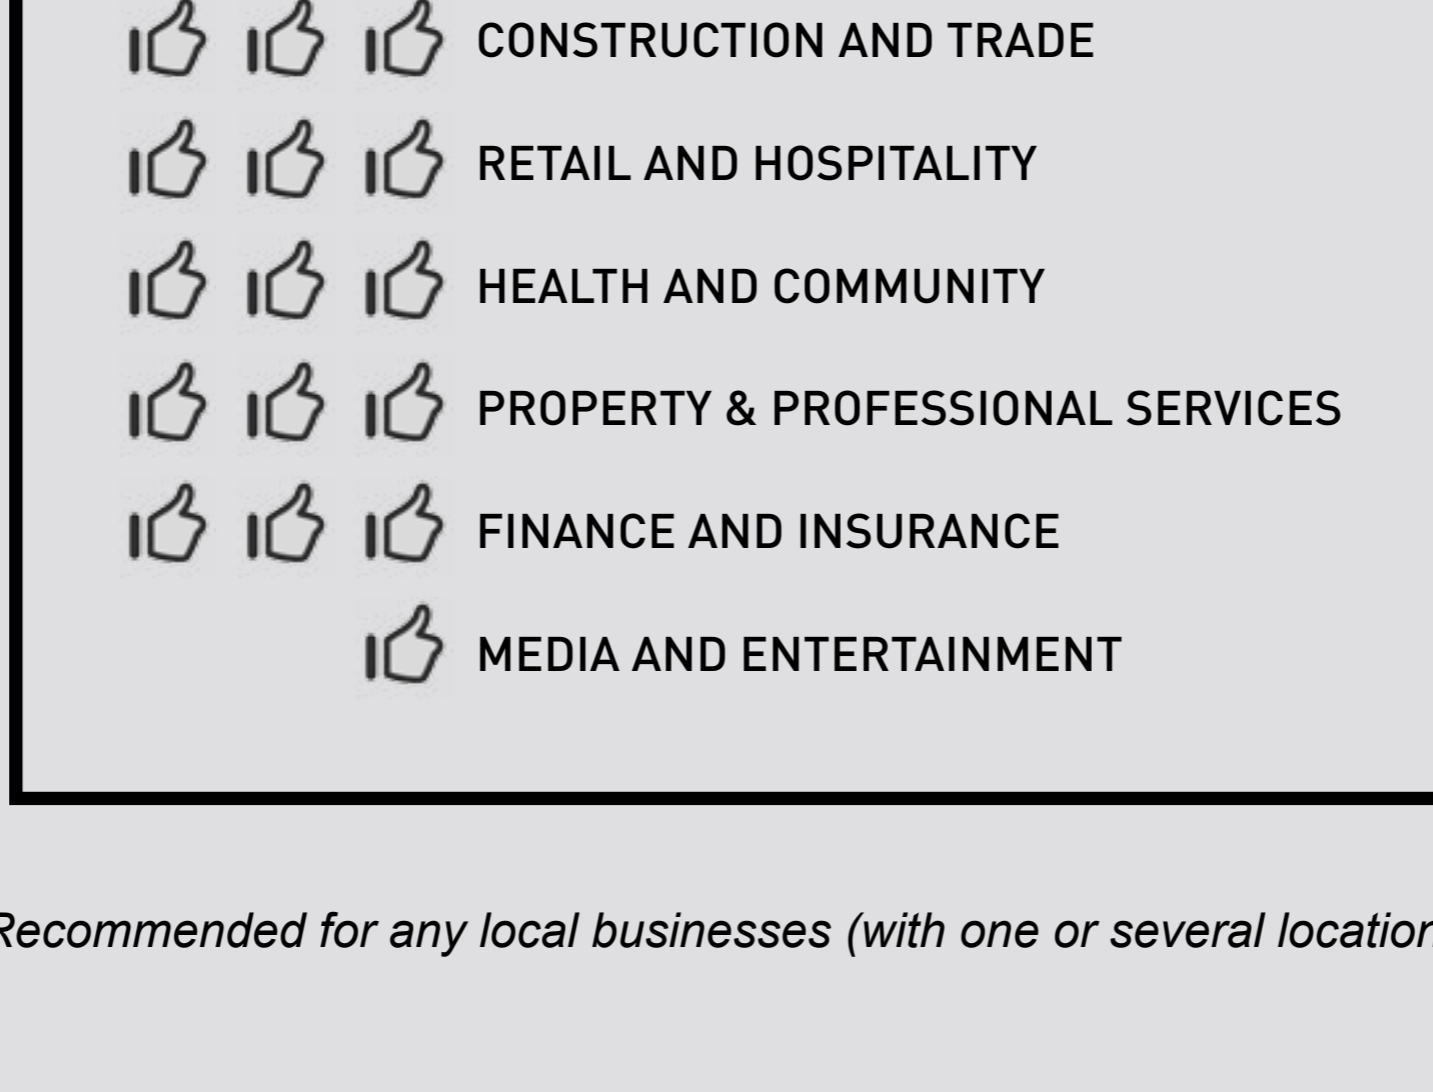 CONSTRUCTION AND TRADE
RETAIL AND HOSPITALITY
HEALTH AND COMMUNITY
PROPERTY & PROFESSIONAL SERVICES
FINANCE AND INSURANCE
MEDIA AND ENTERTAINMENT
Recommended for any local businesses (with one or several location